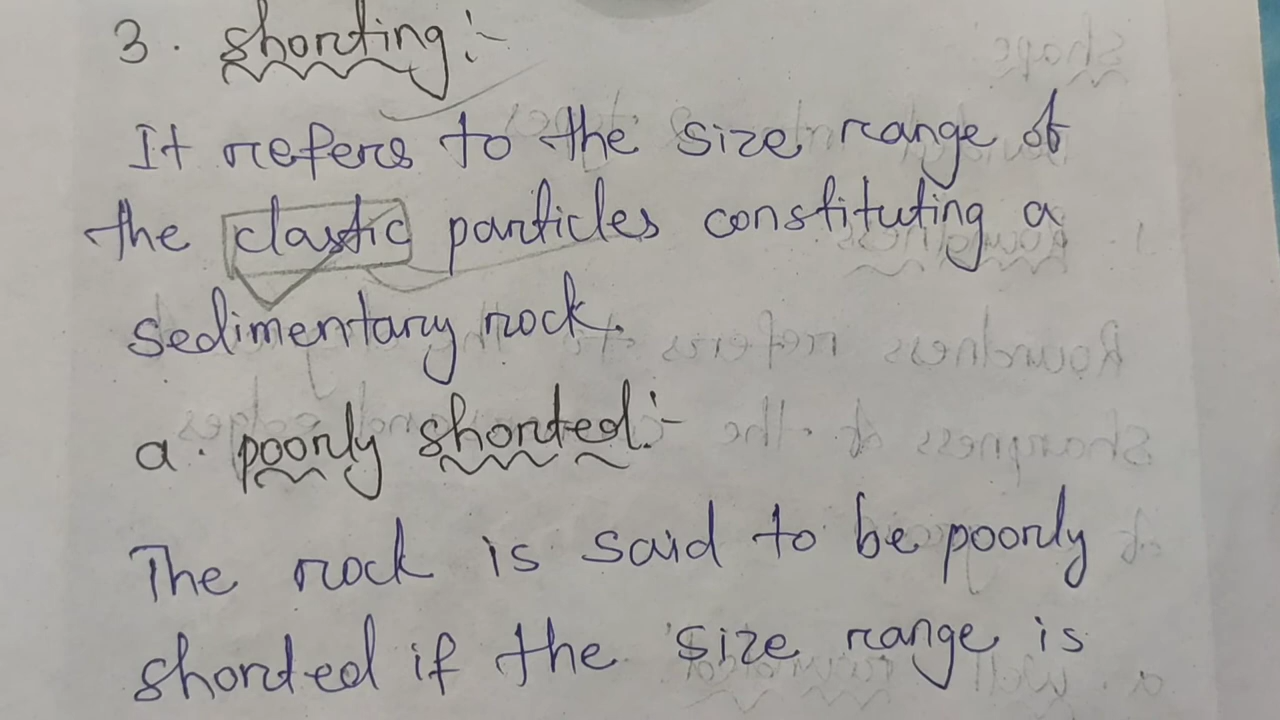 3. shorting:-
It refers to the size range of
the clastic particles constituting a
sedimentary rock.
a. poorly shorted:-
The rock is said to be poorly
shorted if the size range is